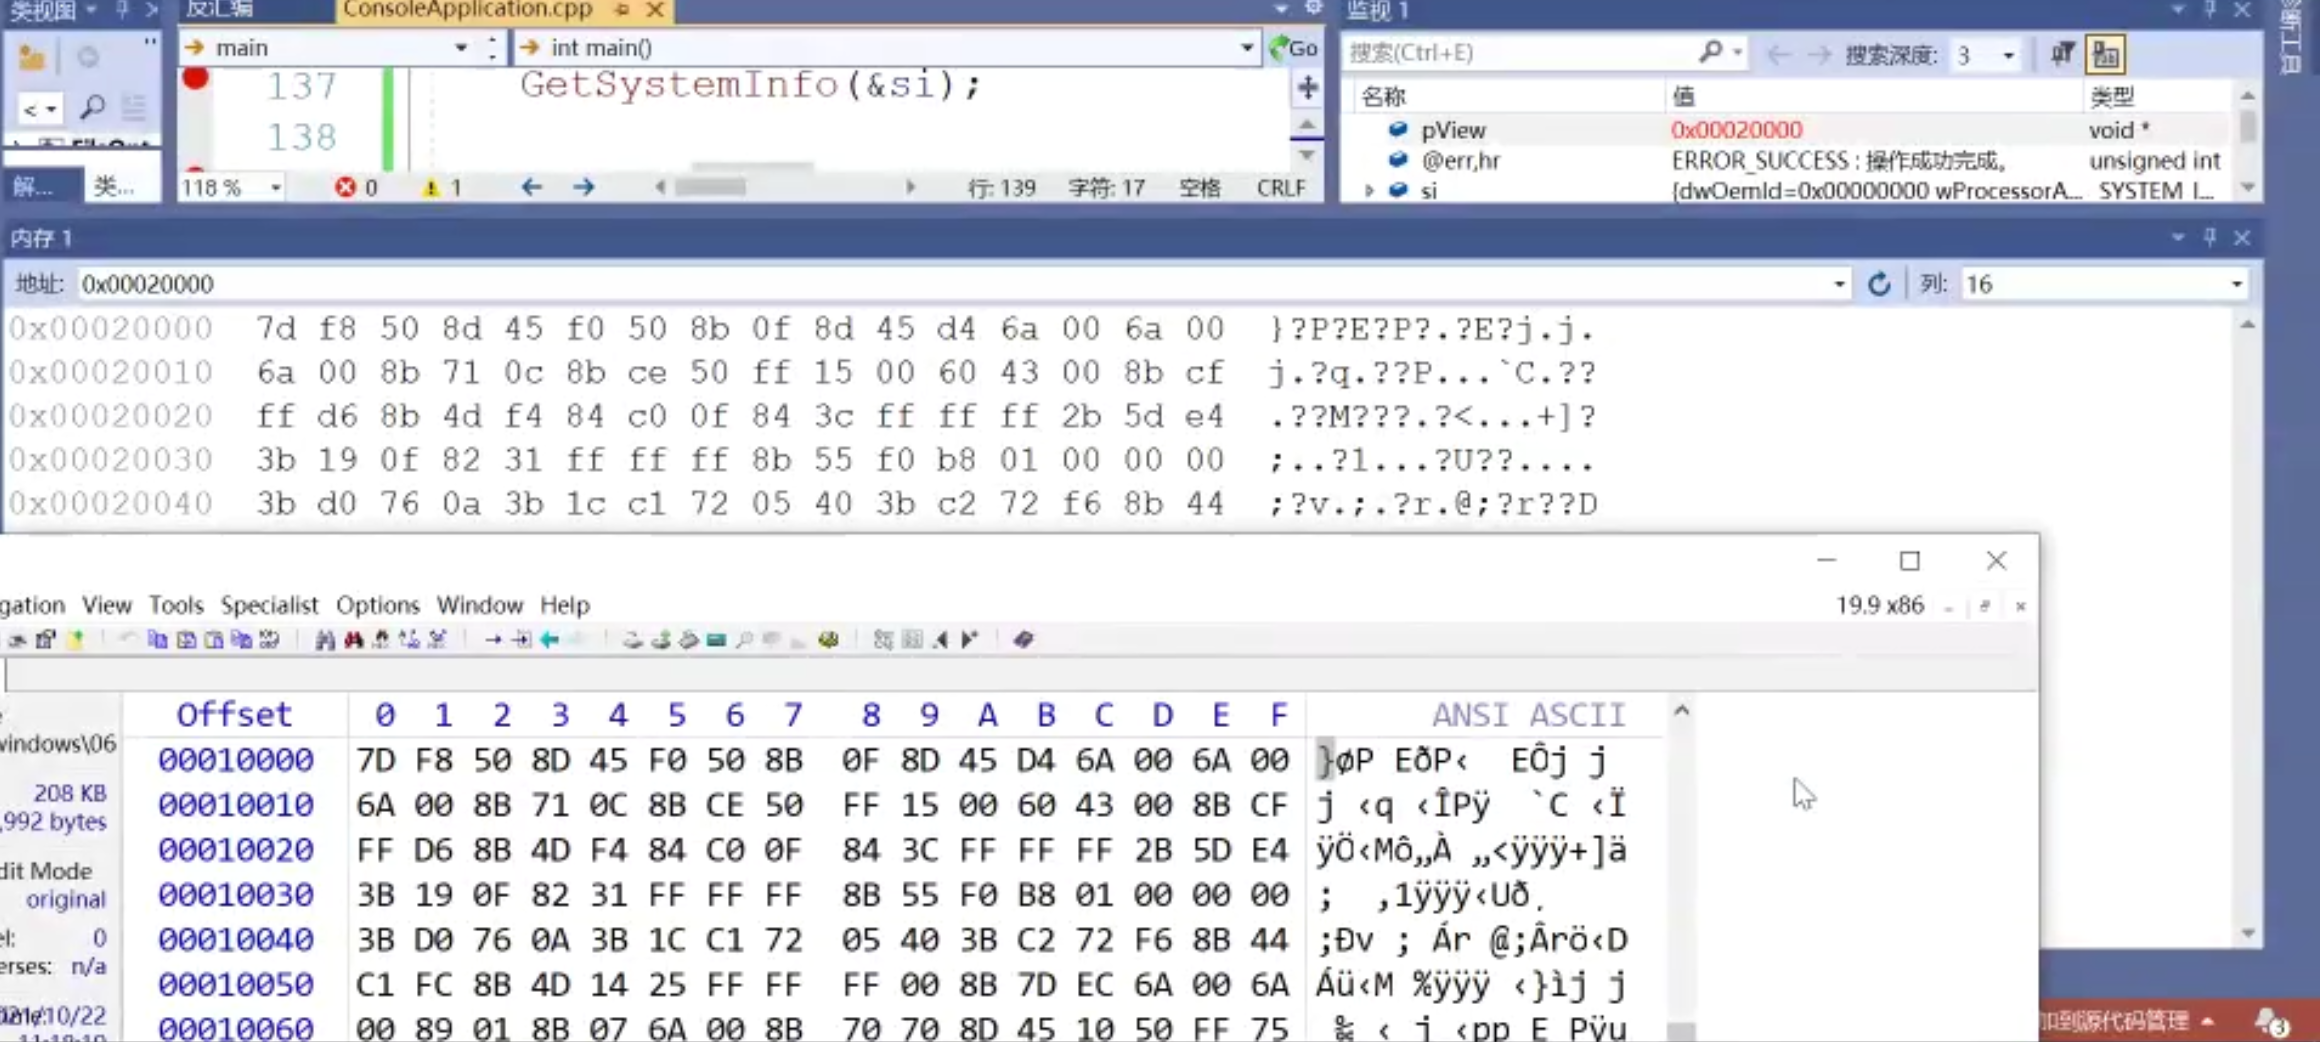 类视图
反汇编
ConsoleApplication.cpp
监视 1
main
int main()
Go
搜索(Ctrl+E)
搜索深度: 3
137 GetSystemInfo(&si);
138
名称 值 类型
pView 0x00020000 void *
@err,hr ERROR_SUCCESS : 操作成功完成。 unsigned int
si {dwOemId=0x00000000 wProcessorA... _SYSTEM_I...
解... 类...
118 % 0 1 行: 139 字符: 17 空格 CRLF
内存 1
地址: 0x00020000 列: 16
0x00020000 7d f8 50 8d 45 f0 50 8b 0f 8d 45 d4 6a 00 6a 00 }?P?E?P?.?E?j.j.
0x00020010 6a 00 8b 71 0c 8b ce 50 ff 15 00 60 43 00 8b cf j.?q.??P...`C.??
0x00020020 ff d6 8b 4d f4 84 c0 0f 84 3c ff ff ff 2b 5d e4 .??M???.?<...+]?
0x00020030 3b 19 0f 82 31 ff ff ff 8b 55 f0 b8 01 00 00 00 ;..?1...?U??....
0x00020040 3b d0 76 0a 3b 1c c1 72 05 40 3b c2 72 f6 8b 44 ;?v.;.?r.@;?r??D
gation View Tools Specialist Options Window Help 19.9 x86
Offset 0 1 2 3 4 5 6 7 8 9 A B C D E F ANSI ASCII
00010000 7D F8 50 8D 45 F0 50 8B 0F 8D 45 D4 6A 00 6A 00 }øP EðP‹ EÔj j
00010010 6A 00 8B 71 0C 8B CE 50 FF 15 00 60 43 00 8B CF j ‹q ‹ÎPÿ `C ‹Ï
00010020 FF D6 8B 4D F4 84 C0 0F 84 3C FF FF FF 2B 5D E4 ÿÖ‹Mô„À „<ÿÿÿ+]ä
00010030 3B 19 0F 82 31 FF FF FF 8B 55 F0 B8 01 00 00 00 ; ‚1ÿÿÿ‹Uð¸
00010040 3B D0 76 0A 3B 1C C1 72 05 40 3B C2 72 F6 8B 44 ;Ðv ; Ár @;Ârö‹D
00010050 C1 FC 8B 4D 14 25 FF FF FF 00 8B 7D EC 6A 00 6A Áü‹M %ÿÿÿ ‹}ìj j
00010060 00 89 01 8B 07 6A 00 8B 70 70 8D 45 10 50 FF 75 ‰ ‹ j ‹pp E Pÿu
windows\06
208 KB
,992 bytes
dit Mode
original
el: 0
erses: n/a
10/22
加到源代码管理
3